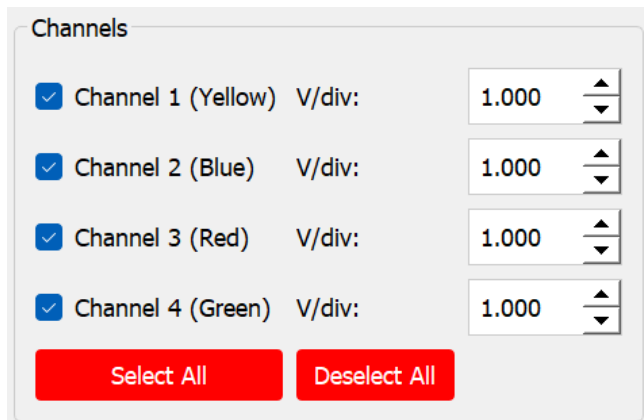 Channels
Channel 1 (Yellow) V/div: 1.000
Channel 2 (Blue) V/div: 1.000
Channel 3 (Red) V/div: 1.000
Channel 4 (Green) V/div: 1.000
Select All Deselect All